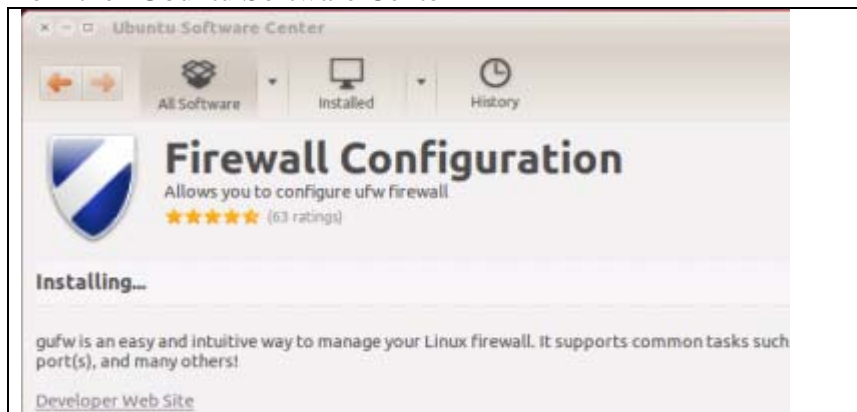 Ubuntu Software Center
All Software
Installed
History
Firewall Configuration
Allows you to configure ufw firewall
(63 ratings)
Installing...
gufw is an easy and intuitive way to manage your Linux firewall. It supports common tasks such
port(s), and many others!
Developer Web Site